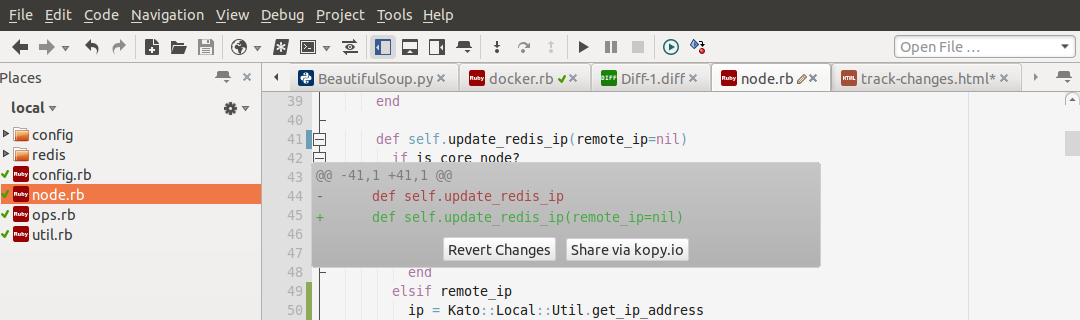 File Edit Code Navigation View Debug Project Tools Help
Open File ...
Places
BeautifulSoup.py
docker.rb
Diff-1.diff
node.rb
track-changes.html*
local
config
redis
config.rb
node.rb
ops.rb
util.rb
39 end
40
41 def self.update_redis_ip(remote_ip=nil)
42 if is_core_node?
43 @@ -41,1 +41,1 @@
44 - def self.update_redis_ip
45 + def self.update_redis_ip(remote_ip=nil)
46
47 Revert Changes Share via kopy.io
48 end
49 elsif remote_ip
50 ip = Kato::Local::Util.get_ip_address